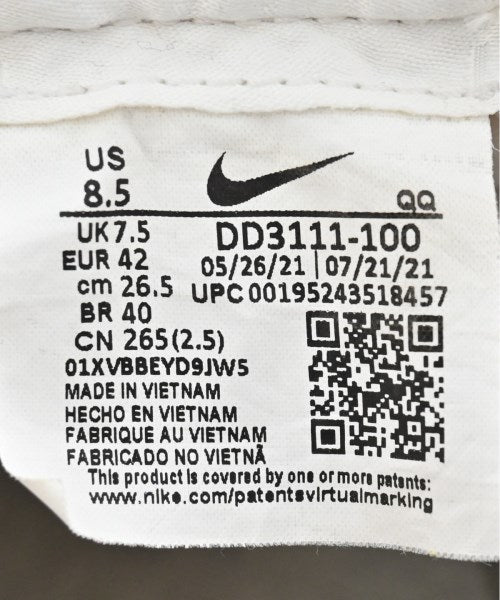 US
8.5
QQ
UK 7.5
DD3111-100
EUR 42
05/26/21 | 07/21/21
cm 26.5
UPC 00195243518457
BR 40
CN 265(2.5)
01XVBBEYD9JW5
MADE IN VIETNAM
HECHO EN VIETNAM
FABRIQUE AU VIETNAM
FABRICADO NO VIETNÃ
This product is covered by one or more patents:
www.nike.com/patentsvirtualmarking